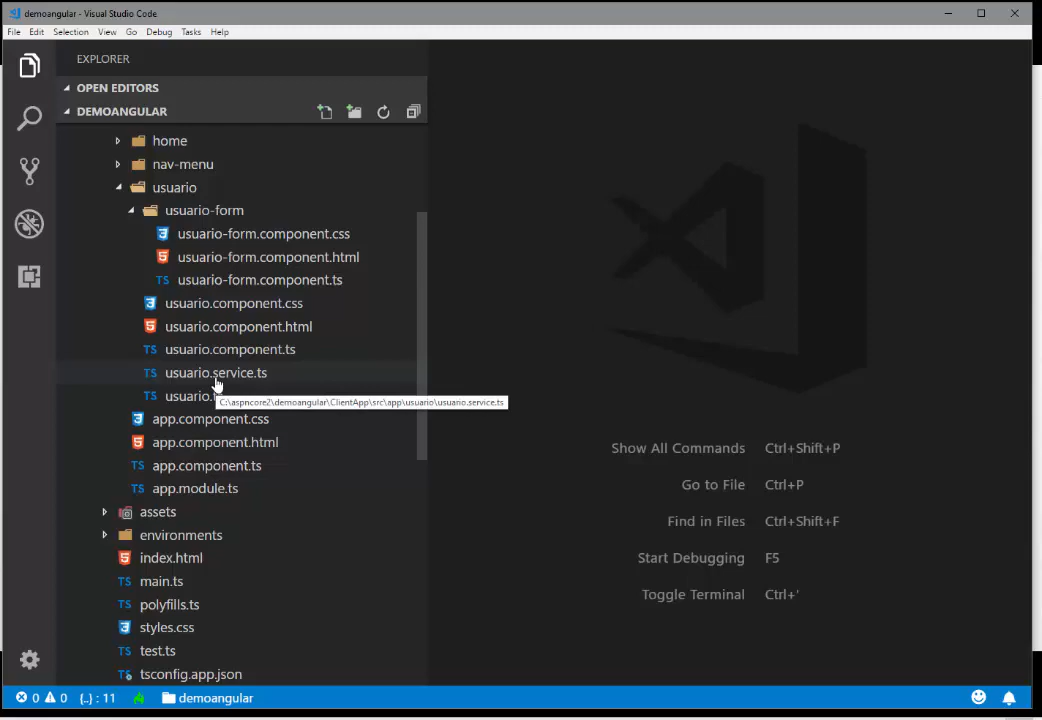 demoangular - Visual Studio Code
File Edit Selection View Go Debug Tasks Help
EXPLORER
OPEN EDITORS
DEMOANGULAR
home
nav-menu
usuario
usuario-form
usuario-form.component.css
usuario-form.component.html
usuario-form.component.ts
usuario.component.css
usuario.component.html
usuario.component.ts
usuario.service.ts
usuario.
C:\aspncore2\demoangular\ClientApp\src\app\usuario\usuario.service.ts
app.component.css
app.component.html
app.component.ts
app.module.ts
assets
environments
index.html
main.ts
polyfills.ts
styles.css
test.ts
tsconfig.app.json
Show All Commands Ctrl+Shift+P
Go to File Ctrl+P
Find in Files Ctrl+Shift+F
Start Debugging F5
Toggle Terminal Ctrl+'
0 0 {..} : 11 demoangular